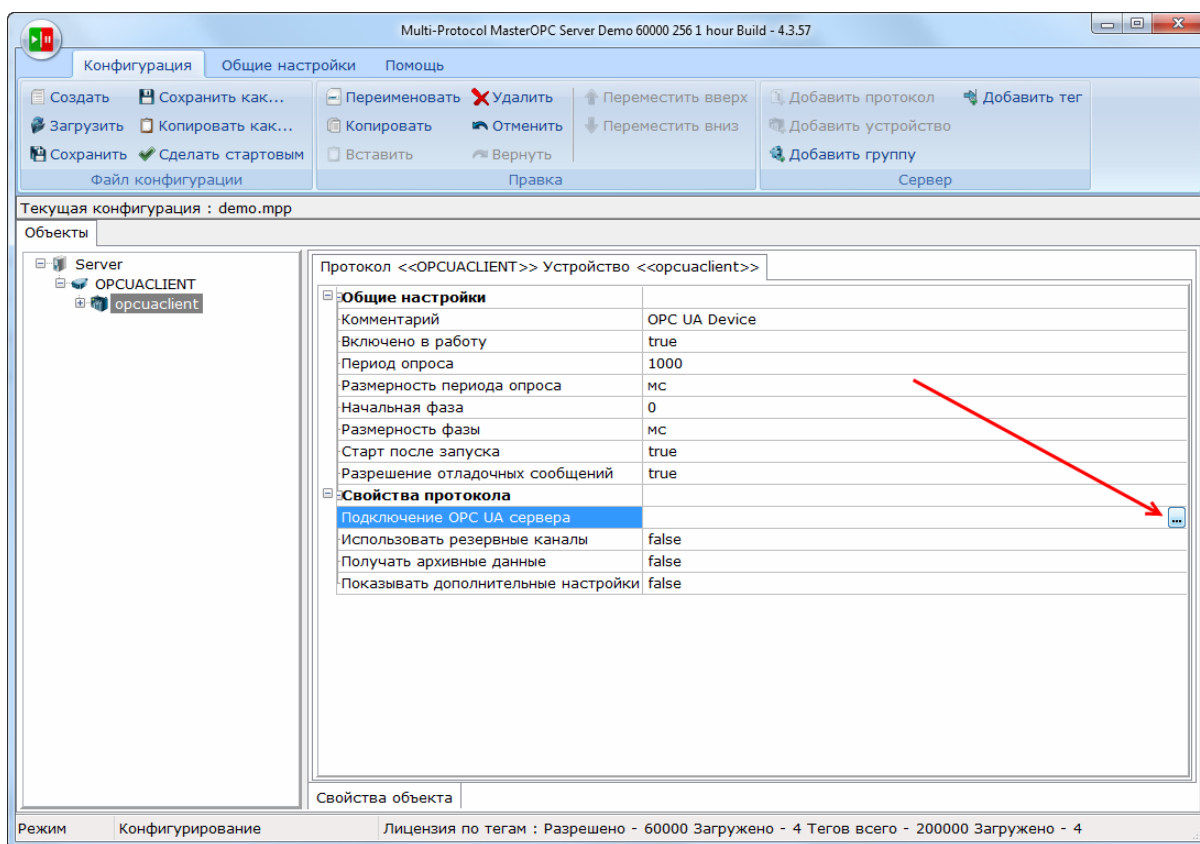 Multi-Protocol MasterOPC Server Demo 60000 256 1 hour Build - 4.3.57
Конфигурация Общие настройки Помощь
Создать Сохранить как... Переименовать Удалить Переместить вверх Добавить протокол Добавить тег
Загрузить Копировать как... Копировать Отменить Переместить вниз Добавить устройство
Сохранить Сделать стартовым Вставить Вернуть Добавить группу
Файл конфигурации Правка Сервер
Текущая конфигурация : demo.mpp
Объекты
Server
OPCUACLIENT
opcuaclient
Протокол <<OPCUACLIENT>> Устройство <<opcuaclient>>
Общие настройки
Комментарий OPC UA Device
Включено в работу true
Период опроса 1000
Размерность периода опроса мс
Начальная фаза 0
Размерность фазы мс
Старт после запуска true
Разрешение отладочных сообщений true
Свойства протокола
Подключение OPC UA сервера ...
Использовать резервные каналы false
Получать архивные данные false
Показывать дополнительные настройки false
Свойства объекта
Режим Конфигурирование Лицензия по тегам : Разрешено - 60000 Загружено - 4 Тегов всего - 200000 Загружено - 4